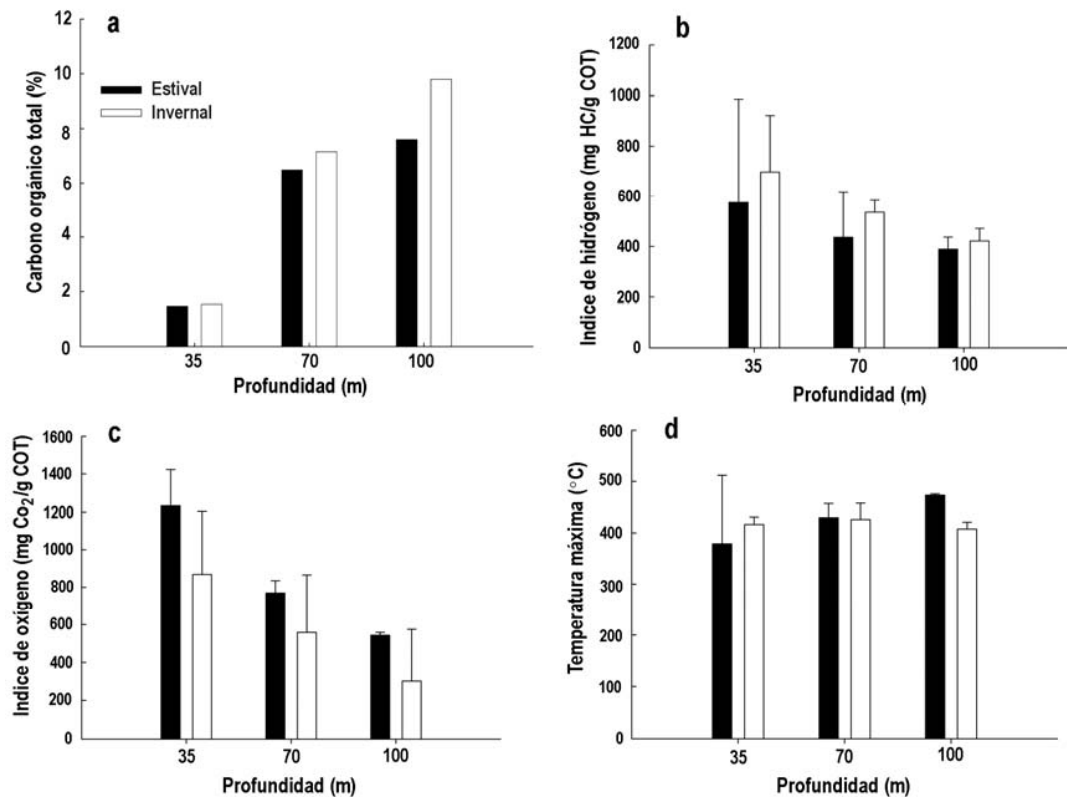 a
Carbono orgánico total (%)
12
10
8
6
4
2
0
Estival
Invernal
35 70 100
Profundidad (m)
b
Indice de hidrógeno (mg HC/g COT)
1200
1000
800
600
400
200
0
35 70 100
Profundidad (m)
c
Indice de oxígeno (mg Co₂/g COT)
1600
1400
1200
1000
800
600
400
200
0
35 70 100
Profundidad (m)
d
Temperatura máxima (°C)
600
500
400
300
200
100
0
35 70 100
Profundidad (m)